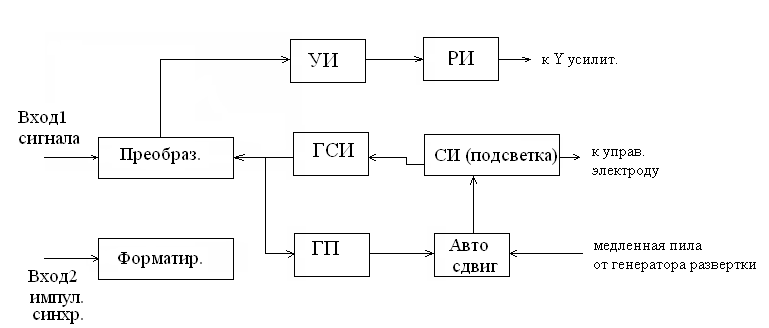 УИ
РИ
к Y усилит.
Вход1
сигнала
Преобраз.
ГСИ
СИ (подсветка)
к управ.
электроду
Форматир.
ГП
Авто
сдвиг
медленная пила
от генератора развертки
Вход2
импул.
синхр.